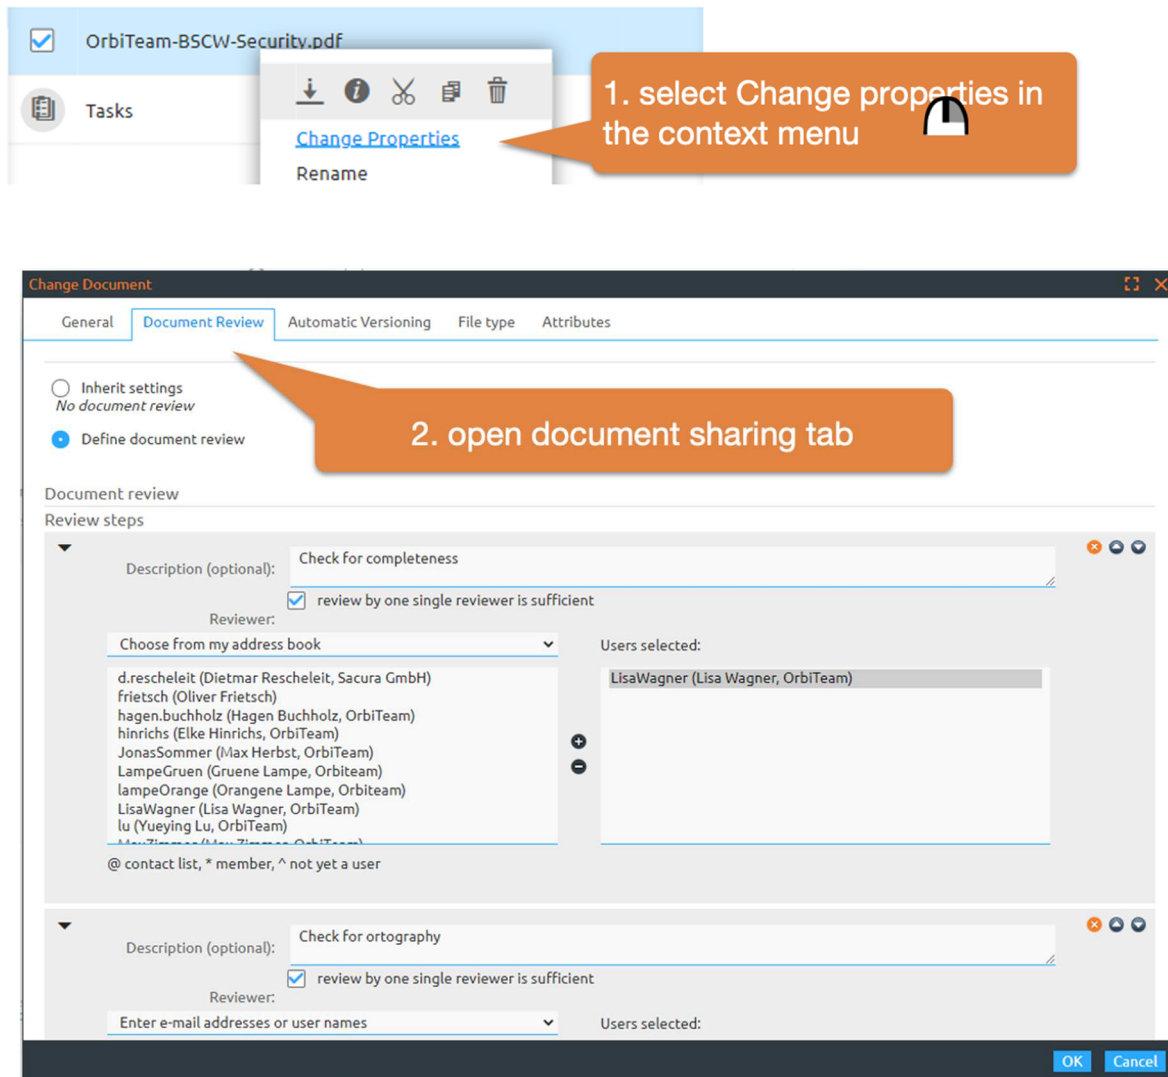 OrbiTeam-BSCW-Security.pdf
Tasks
Change Properties
Rename
1. select Change properties in
the context menu
Change Document
General Document Review Automatic Versioning File type Attributes
Inherit settings
No document review
Define document review
2. open document sharing tab
Document review
Review steps
Description (optional): Check for completeness
review by one single reviewer is sufficient
Reviewer:
Choose from my address book Users selected:
d.rescheleit (Dietmar Rescheleit, Sacura GmbH) LisaWagner (Lisa Wagner, OrbiTeam)
frietsch (Oliver Frietsch)
hagen.buchholz (Hagen Buchholz, OrbiTeam)
hinrichs (Elke Hinrichs, OrbiTeam)
JonasSommer (Max Herbst, OrbiTeam)
LampeGruen (Gruene Lampe, Orbiteam)
lampeOrange (Orangene Lampe, Orbiteam)
LisaWagner (Lisa Wagner, OrbiTeam)
lu (Yueying Lu, OrbiTeam)
@ contact list, * member, ^ not yet a user
Description (optional): Check for ortography
review by one single reviewer is sufficient
Reviewer:
Enter e-mail addresses or user names Users selected:
OK Cancel